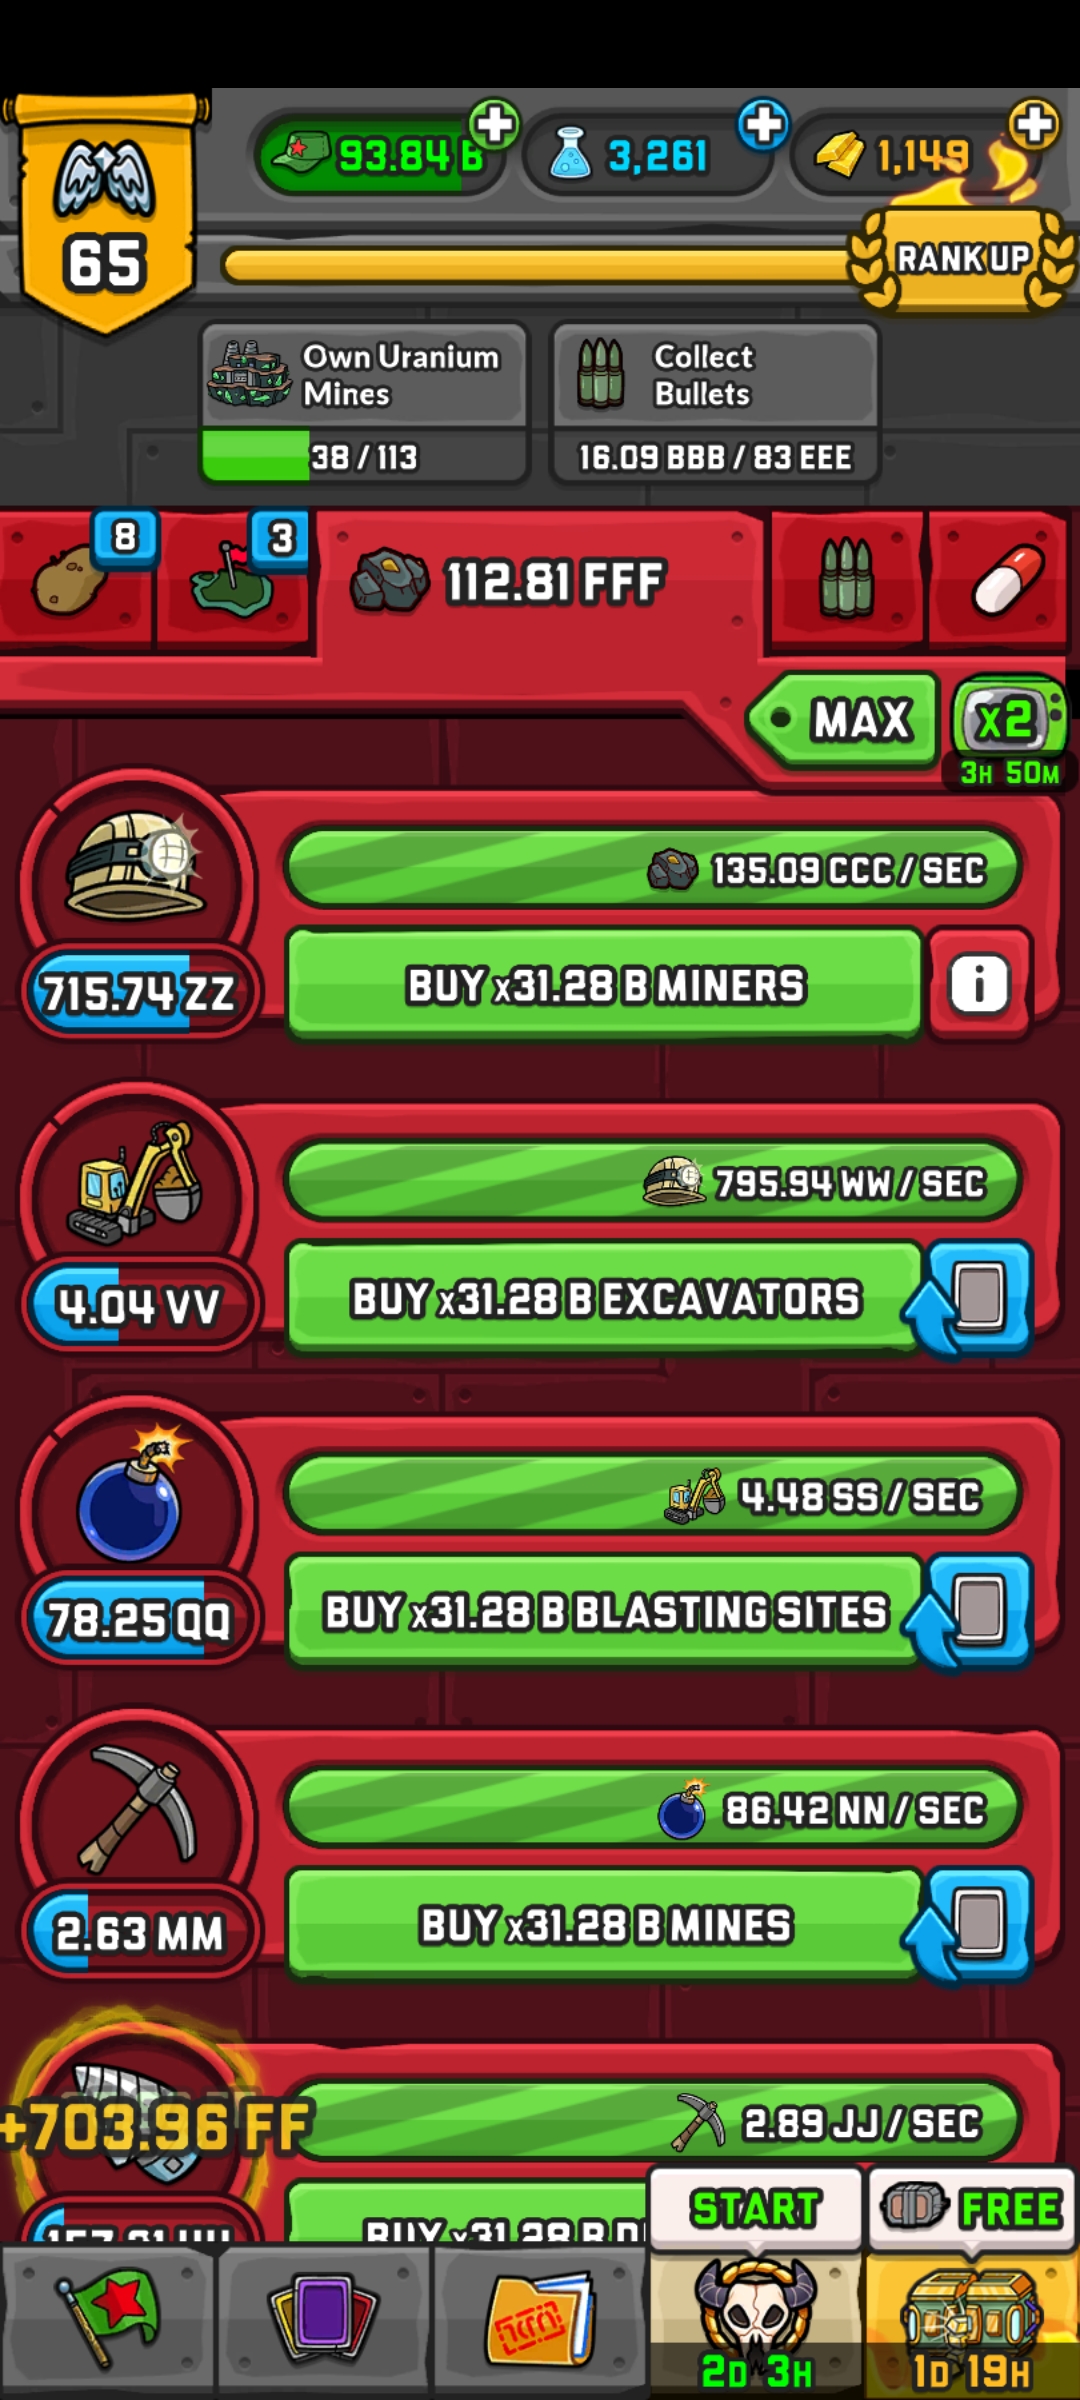 93.84 B
3,261
1,149
65
RANK UP
Own Uranium
Mines
38 / 113
Collect
Bullets
16.09 BBB / 83 EEE
8
3
112.81 FFF
MAX
x2
3H 50M
135.09 CCC / SEC
715.74 ZZ
BUY x31.28 B MINERS
i
795.94 WW / SEC
4.04 VV
BUY x31.28 B EXCAVATORS
4.48 SS / SEC
78.25 QQ
BUY x31.28 B BLASTING SITES
86.42 NN / SEC
2.63 MM
BUY x31.28 B MINES
+703.96 FF
2.89 JJ / SEC
BUY x31.28 B
START
FREE
2D 3H
1D 19H